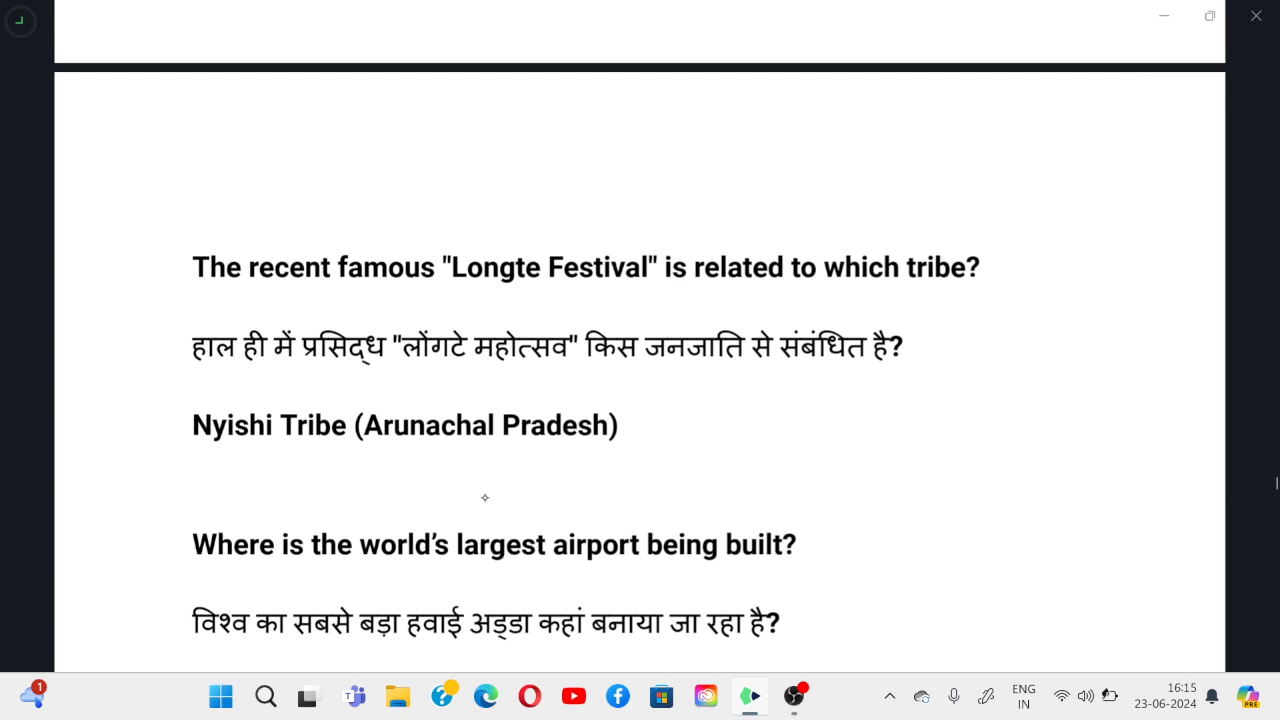 The recent famous "Longte Festival" is related to which tribe?
हाल ही में प्रसिद्ध "लोंगटे महोत्सव" किस जनजाति से संबंधित है?
Nyishi Tribe (Arunachal Pradesh)
Where is the world’s largest airport being built?
विश्व का सबसे बड़ा हवाई अड्डा कहां बनाया जा रहा है?
1
ENG
IN
16:15
23-06-2024
PRE